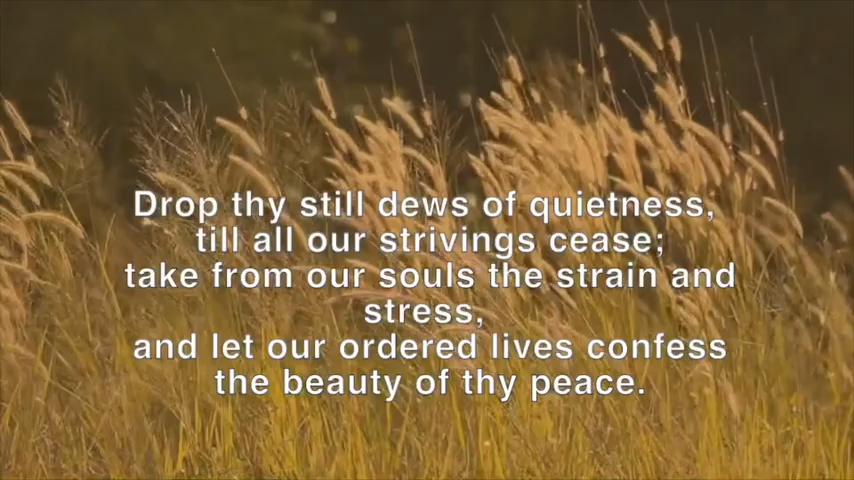 Drop thy still dews of quietness,
till all our strivings cease;
take from our souls the strain and
stress,
and let our ordered lives confess
the beauty of thy peace.